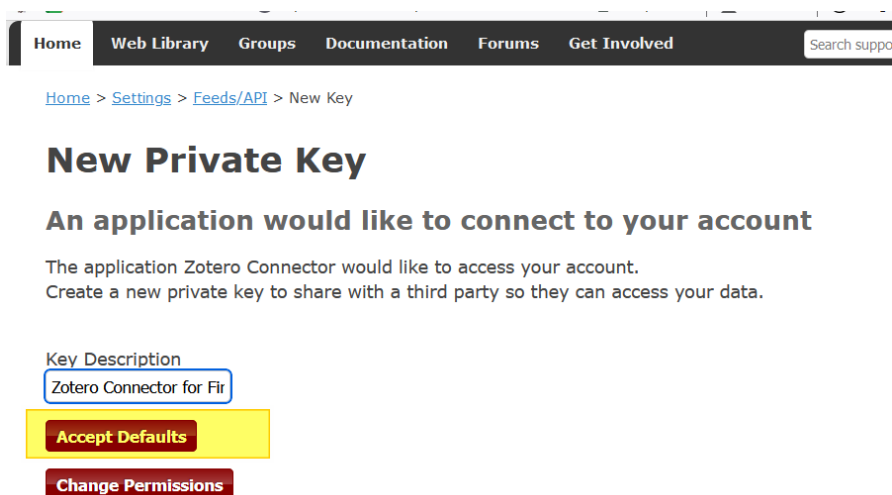 Home Web Library Groups Documentation Forums Get Involved Search suppo
Home > Settings > Feeds/API > New Key
New Private Key
An application would like to connect to your account
The application Zotero Connector would like to access your account.
Create a new private key to share with a third party so they can access your data.
Key Description
Zotero Connector for Fir
Accept Defaults
Change Permissions